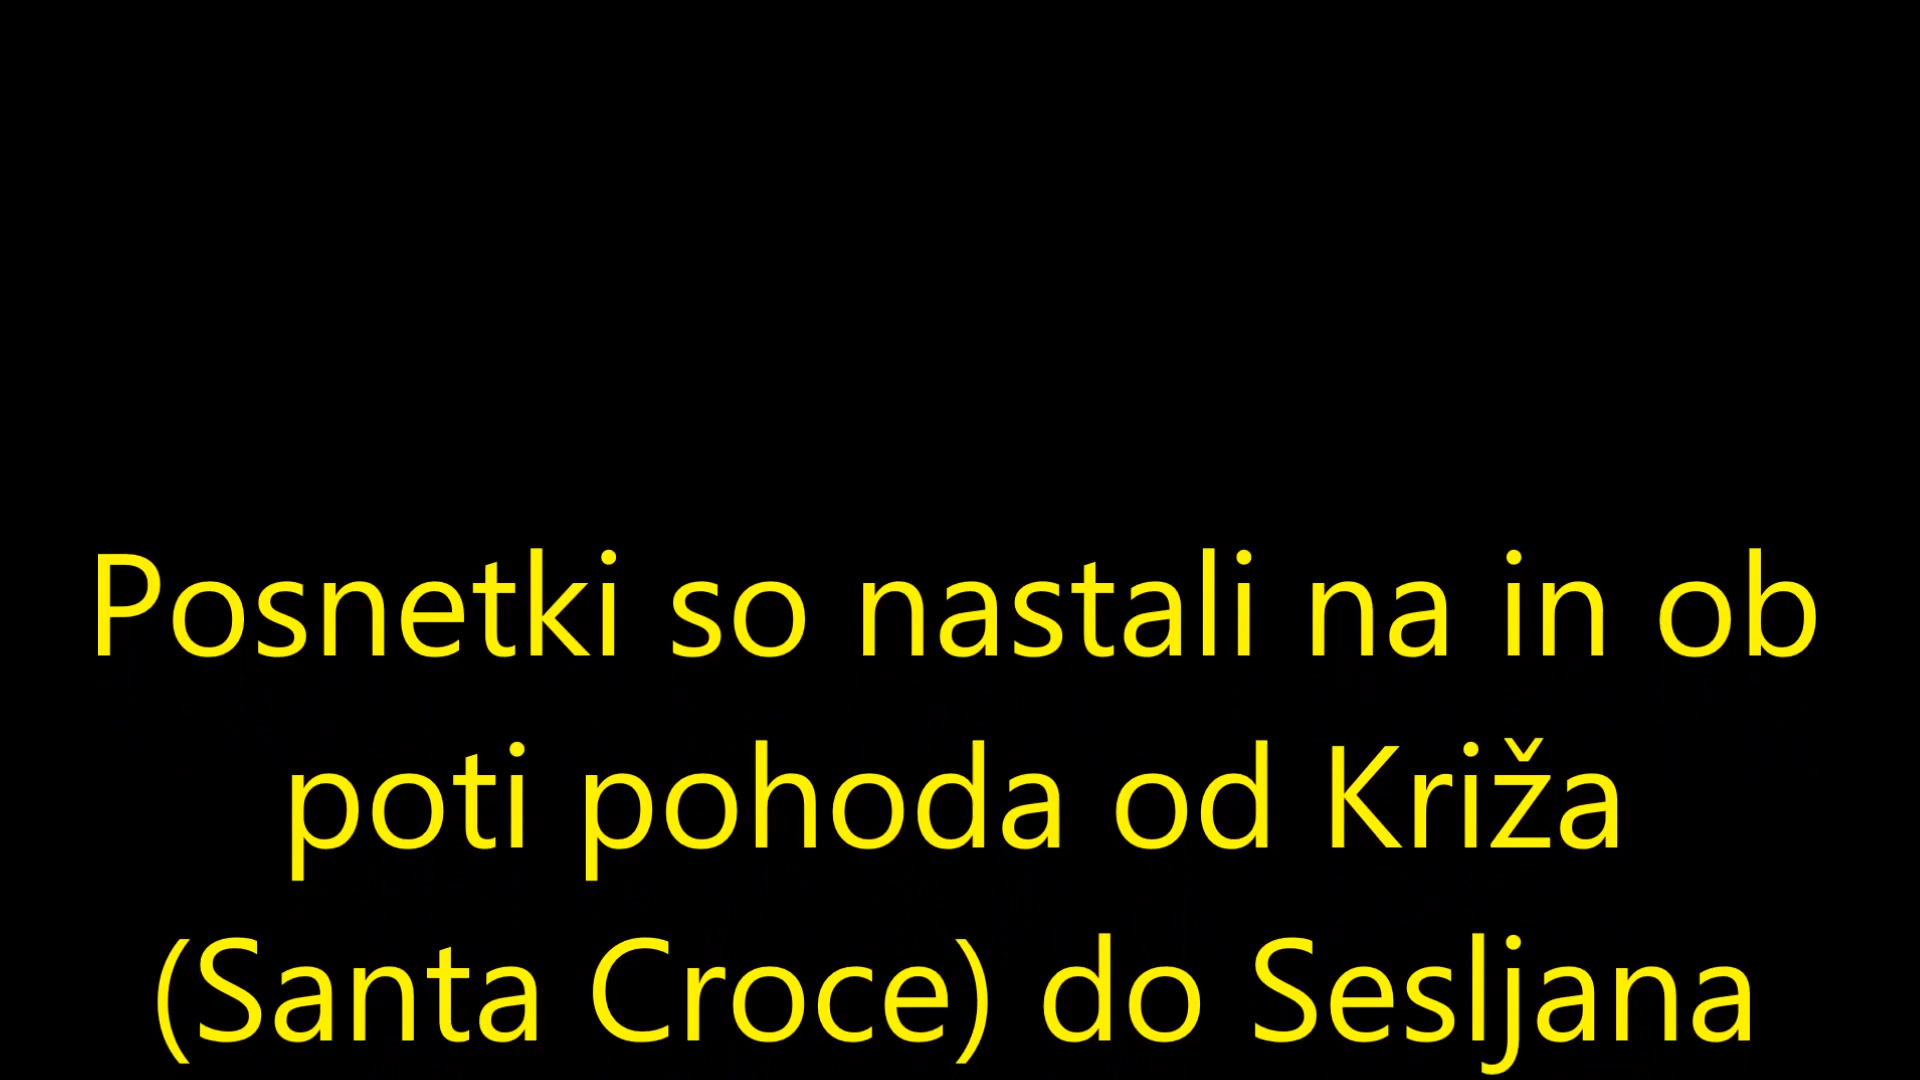 Posnetki so nastali na in ob
poti pohoda od Križa
(Santa Croce) do Sesljana